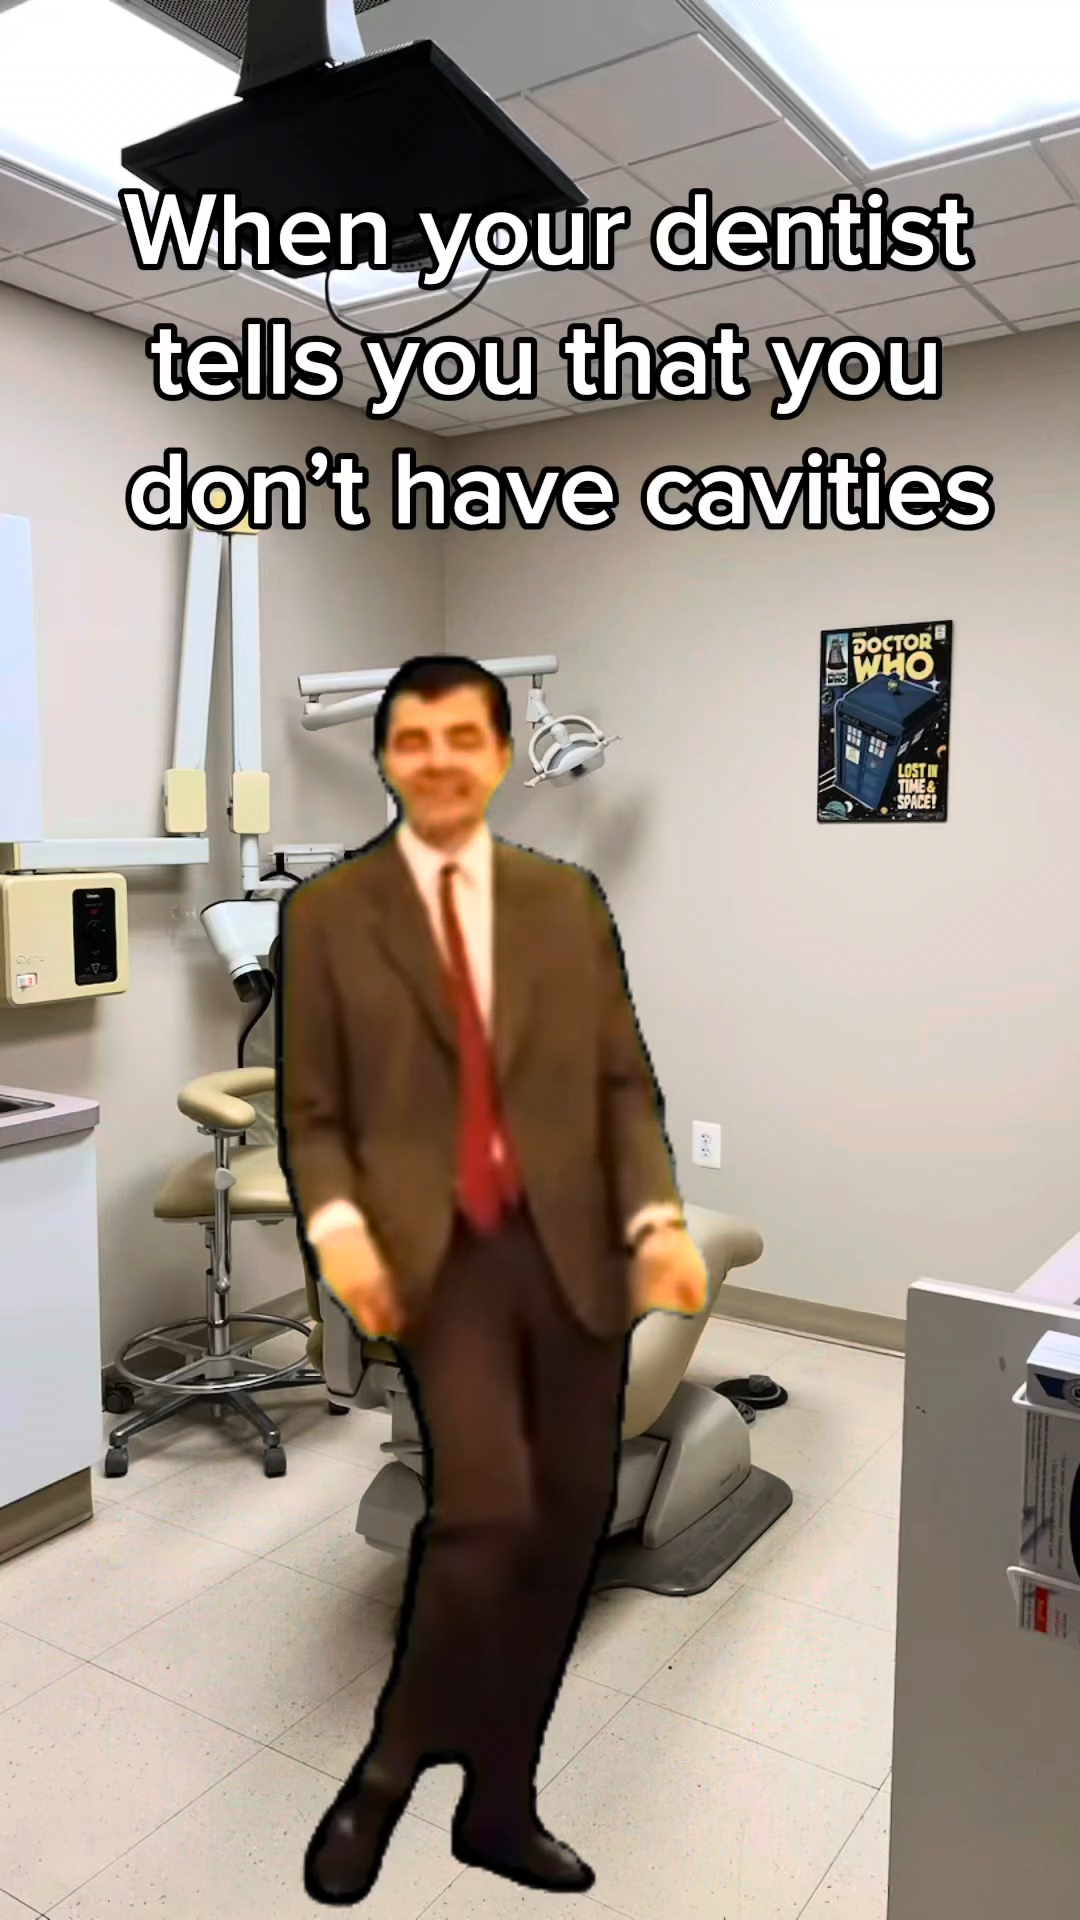 When your dentist
tells you that you
don't have cavities
DOCTOR
WHO
LOST IN
TIME &
SPACE!